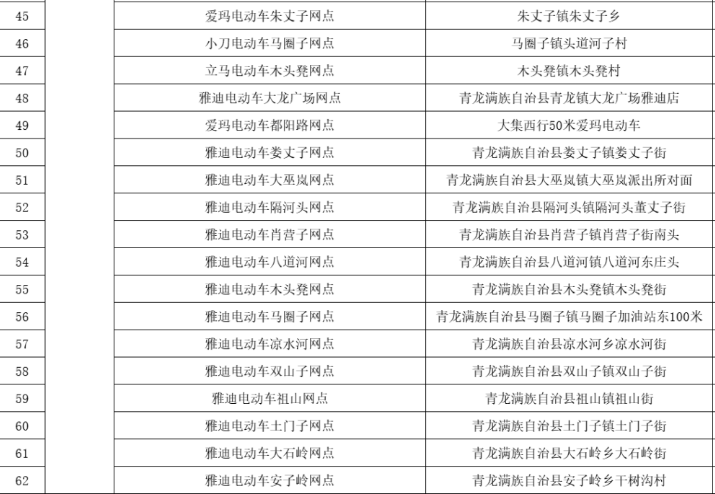 45 爱玛电动车朱丈子网点 朱丈子镇朱丈子乡
46 小刀电动车马圈子网点 马圈子镇头道河子村
47 立马电动车木头凳网点 木头凳镇木头凳村
48 雅迪电动车大龙广场网点 青龙满族自治县青龙镇大龙广场雅迪店
49 爱玛电动车都阳路网点 大集西行50米爱玛电动车
50 雅迪电动车娄丈子网点 青龙满族自治县娄丈子镇娄丈子街
51 雅迪电动车大巫岚网点 青龙满族自治县大巫岚镇大巫岚派出所对面
52 雅迪电动车隔河头网点 青龙满族自治县隔河头镇隔河头董丈子街
53 雅迪电动车肖营子网点 青龙满族自治县肖营子镇肖营子街南头
54 雅迪电动车八道河网点 青龙满族自治县八道河镇八道河东庄头
55 雅迪电动车木头凳网点 青龙满族自治县木头凳镇木头凳街
56 雅迪电动车马圈子网点 青龙满族自治县马圈子镇马圈子加油站东100米
57 雅迪电动车凉水河网点 青龙满族自治县凉水河乡凉水河街
58 雅迪电动车双山子网点 青龙满族自治县双山子镇双山子街
59 雅迪电动车祖山网点 青龙满族自治县祖山镇祖山街
60 雅迪电动车土门子网点 青龙满族自治县土门子镇土门子街
61 雅迪电动车大石岭网点 青龙满族自治县大石岭乡大石岭街
62 雅迪电动车安子岭网点 青龙满族自治县安子岭乡干树沟村